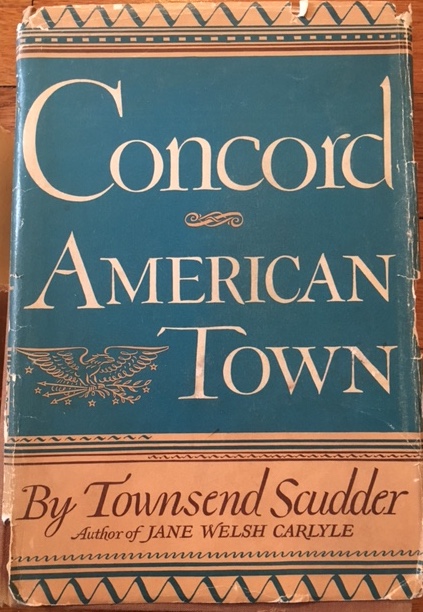 Concord
AMERICAN
TOWN
By Townsend Scudder
Author of JANE WELSH CARLYLE